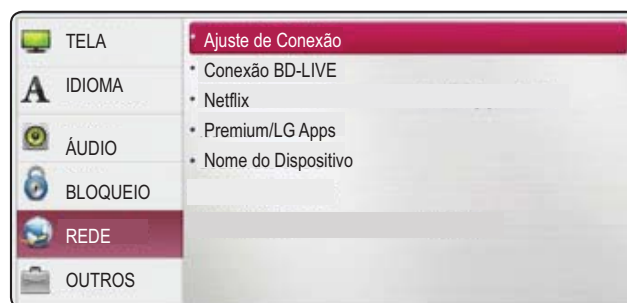 TELA
IDIOMA
ÁUDIO
BLOQUEIO
REDE
OUTROS
Ajuste de Conexão
Conexão BD-LIVE
Netflix
Premium/LG Apps
Nome do Dispositivo